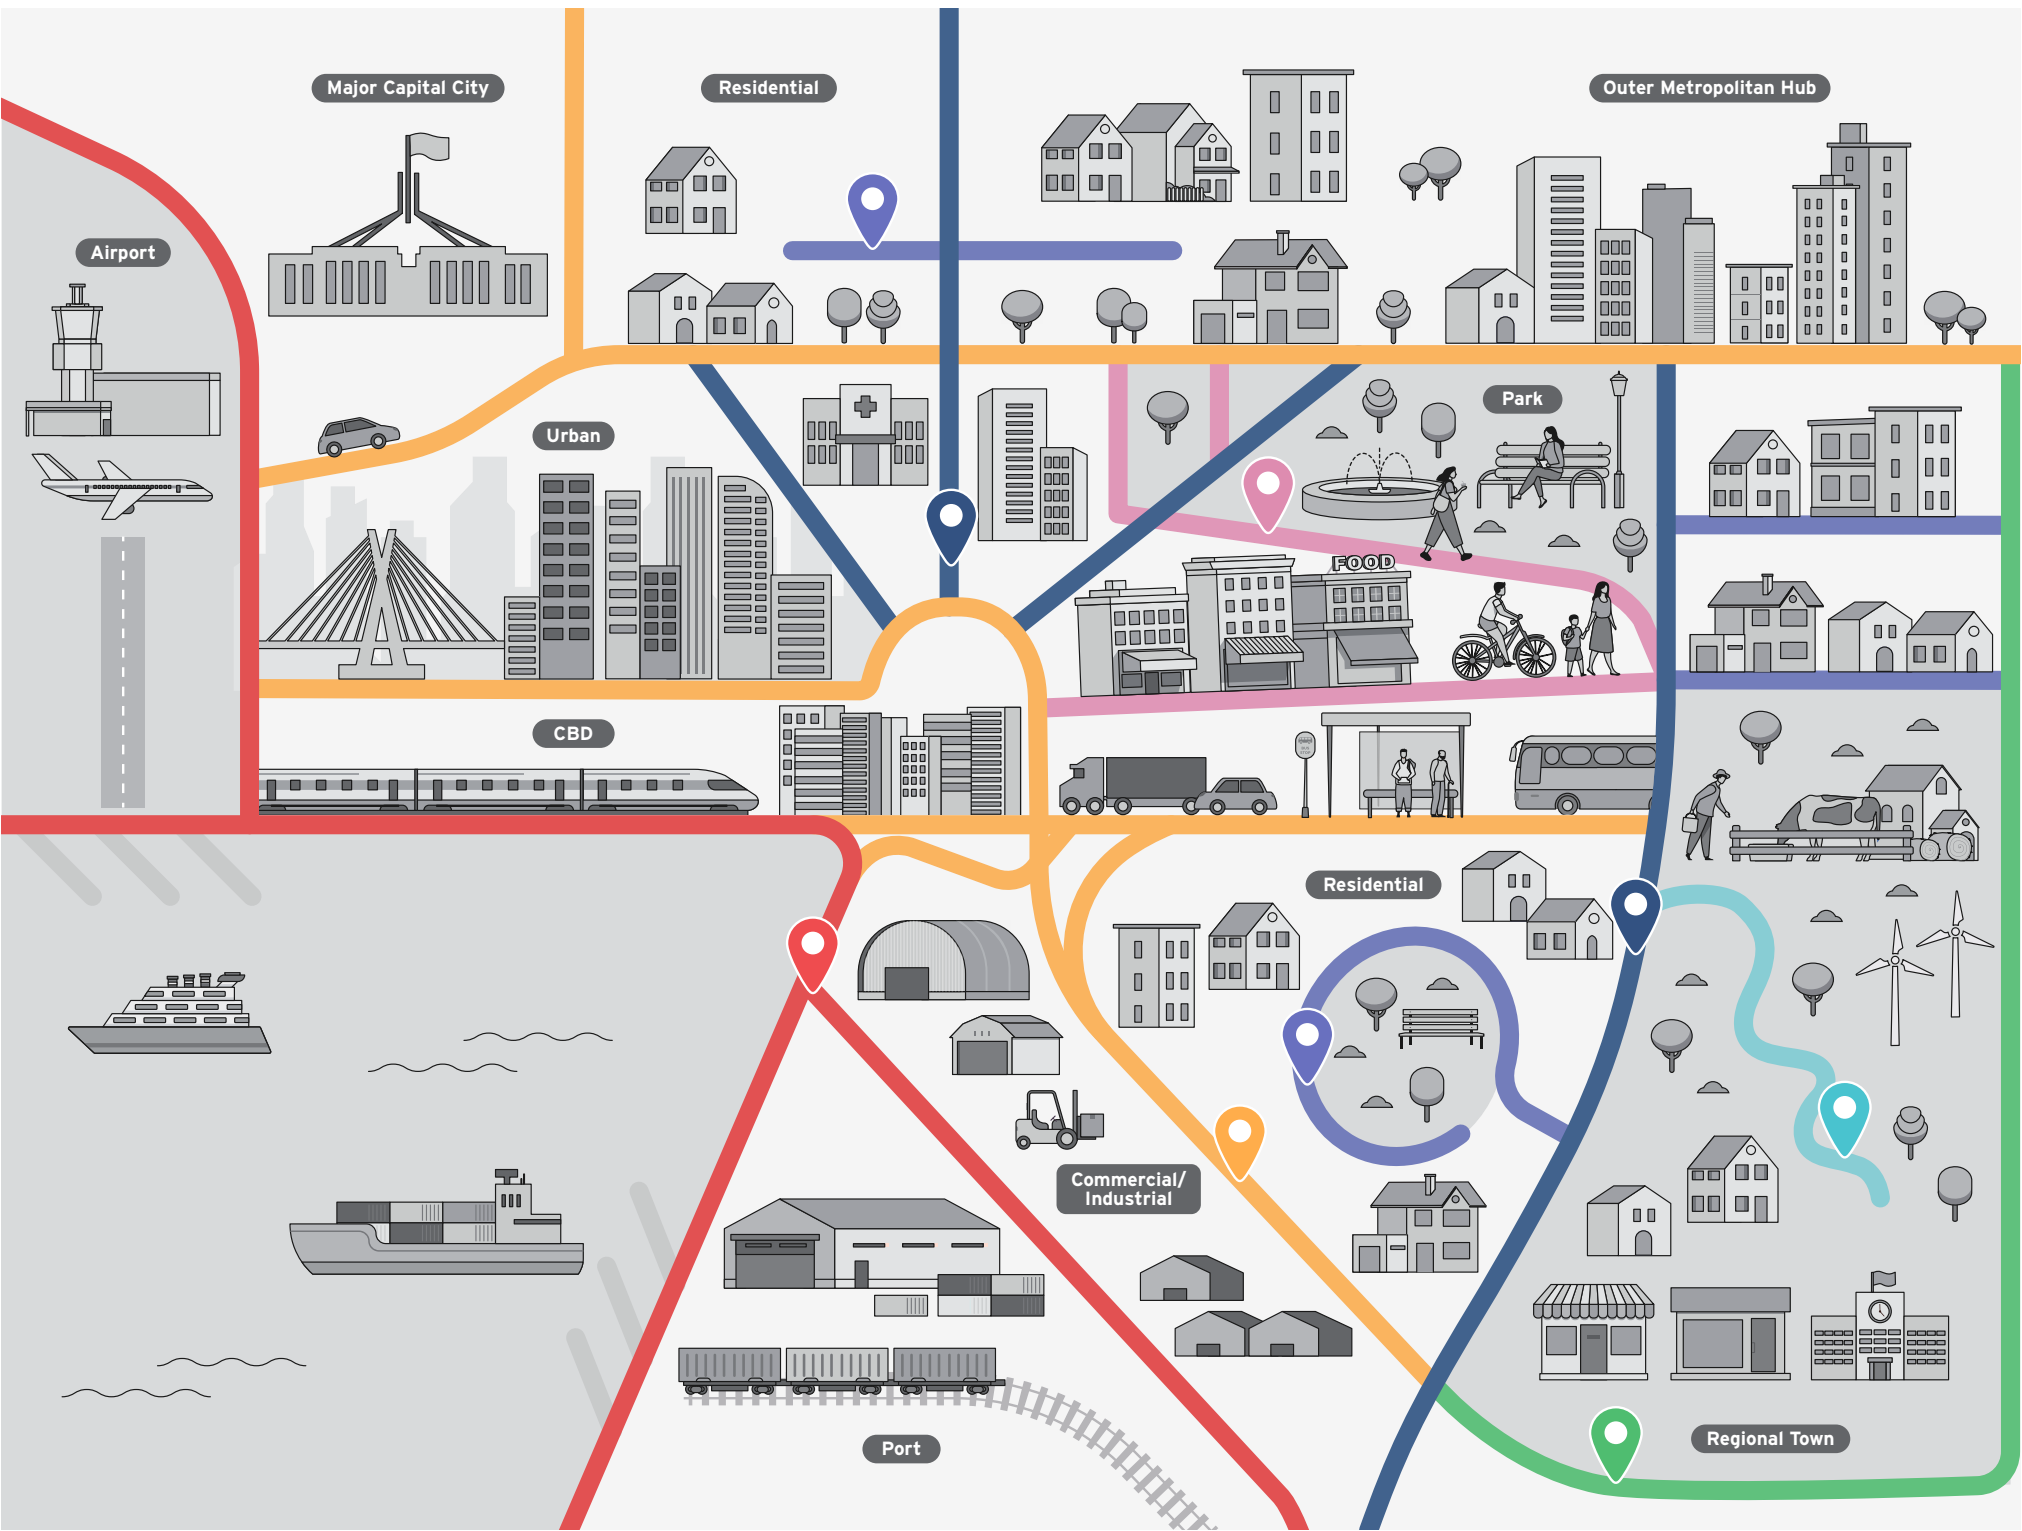 Major Capital City
Residential
Outer Metropolitan Hub
Airport
Park
Urban
FOOD
CBD
Residential
Commercial/
Industrial
Regional Town
Port